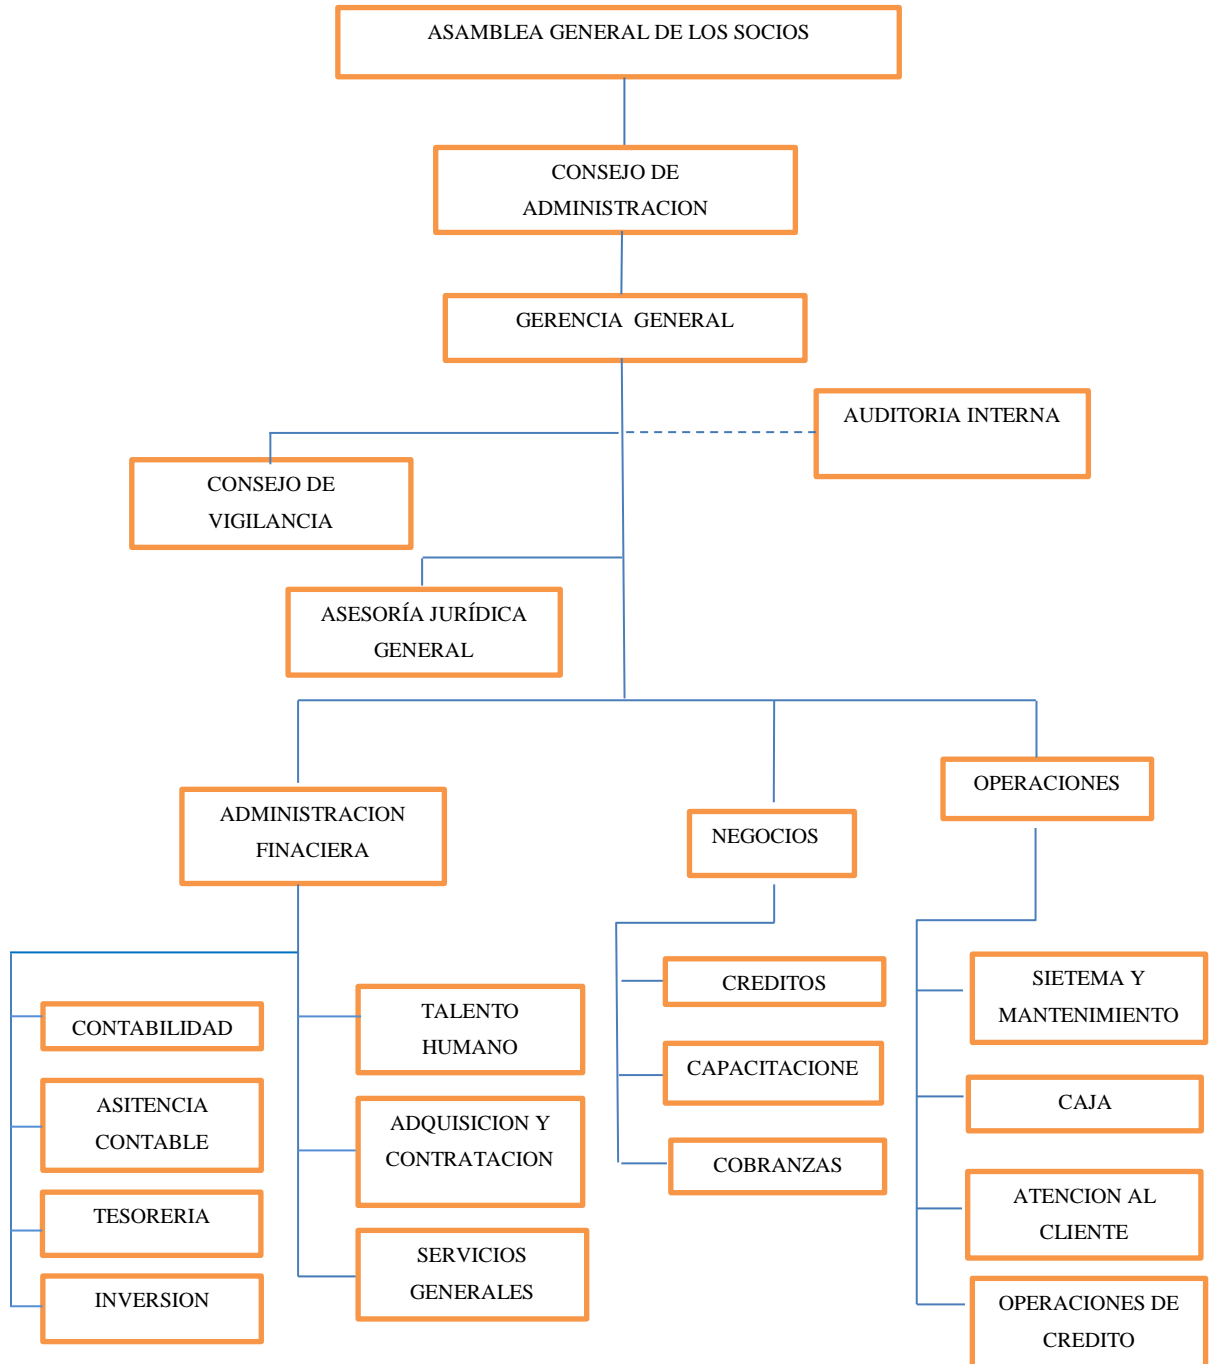 ASAMBLEA GENERAL DE LOS SOCIOS
CONSEJO DE
ADMINISTRACION
GERENCIA GENERAL
AUDITORIA INTERNA
CONSEJO DE
VIGILANCIA
ASESORÍA JURÍDICA
GENERAL
ADMINISTRACION
FINACIERA
NEGOCIOS
OPERACIONES
CONTABILIDAD
ASITENCIA
CONTABLE
TESORERIA
INVERSION
TALENTO
HUMANO
ADQUISICION Y
CONTRATACION
SERVICIOS
GENERALES
CREDITOS
CAPACITACIONE
COBRANZAS
SIETEMA Y
MANTENIMIENTO
CAJA
ATENCION AL
CLIENTE
OPERACIONES DE
CREDITO